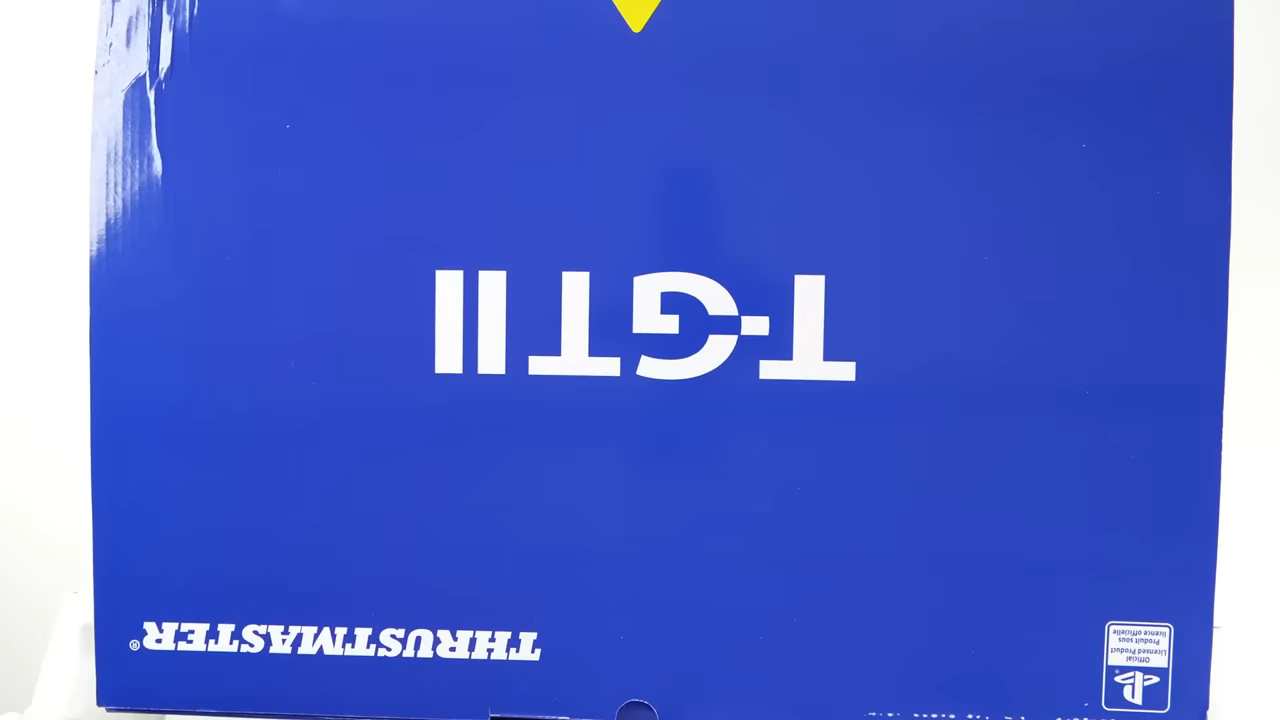 T-GT II
THRUSTMASTER®
Official
Licensed Product
Produit sous
licence officielle